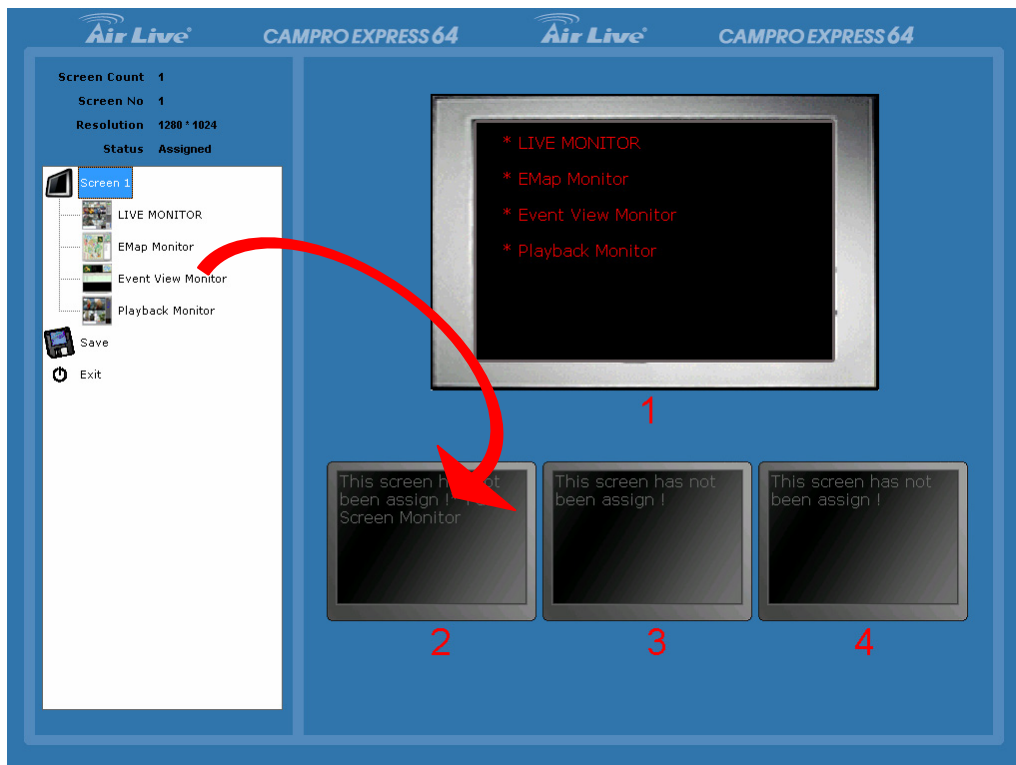 Air Live® CAMPRO EXPRESS 64 Air Live® CAMPRO EXPRESS 64
Screen Count 1
Screen No 1
Resolution 1280 * 1024
Status Assigned
Screen 1
LIVE MONITOR
EMap Monitor
Event View Monitor
Playback Monitor
Save
Exit
* LIVE MONITOR
* EMap Monitor
* Event View Monitor
* Playback Monitor
1
This screen has not
been assign !
Screen Monitor
2
This screen has not
been assign !
3
This screen has not
been assign !
4